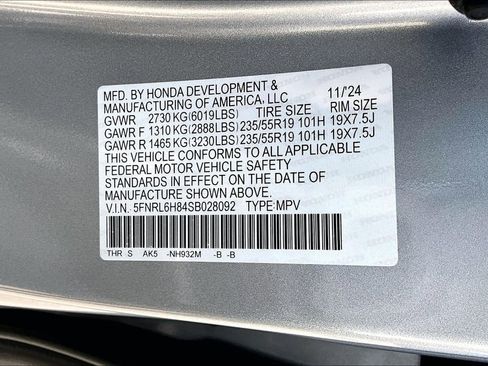 MFD. BY HONDA DEVELOPMENT &
MANUFACTURING OF AMERICA, LLC 11/'24
GVWR 2730 KG(6019LBS) TIRE SIZE RIM SIZE
GAWR F 1310 KG(2888LBS) 235/55R19 101H 19X7.5J
GAWR R 1465 KG(3230LBS) 235/55R19 101H 19X7.5J
THIS VEHICLE CONFORMS TO ALL APPLICABLE
FEDERAL MOTOR VEHICLE SAFETY
STANDARDS IN EFFECT ON THE DATE OF
MANUFACTURE SHOWN ABOVE.
V.I.N. 5FNRL6H84SB028092 TYPE:MPV
THR S AK5 -NH932M -B -B